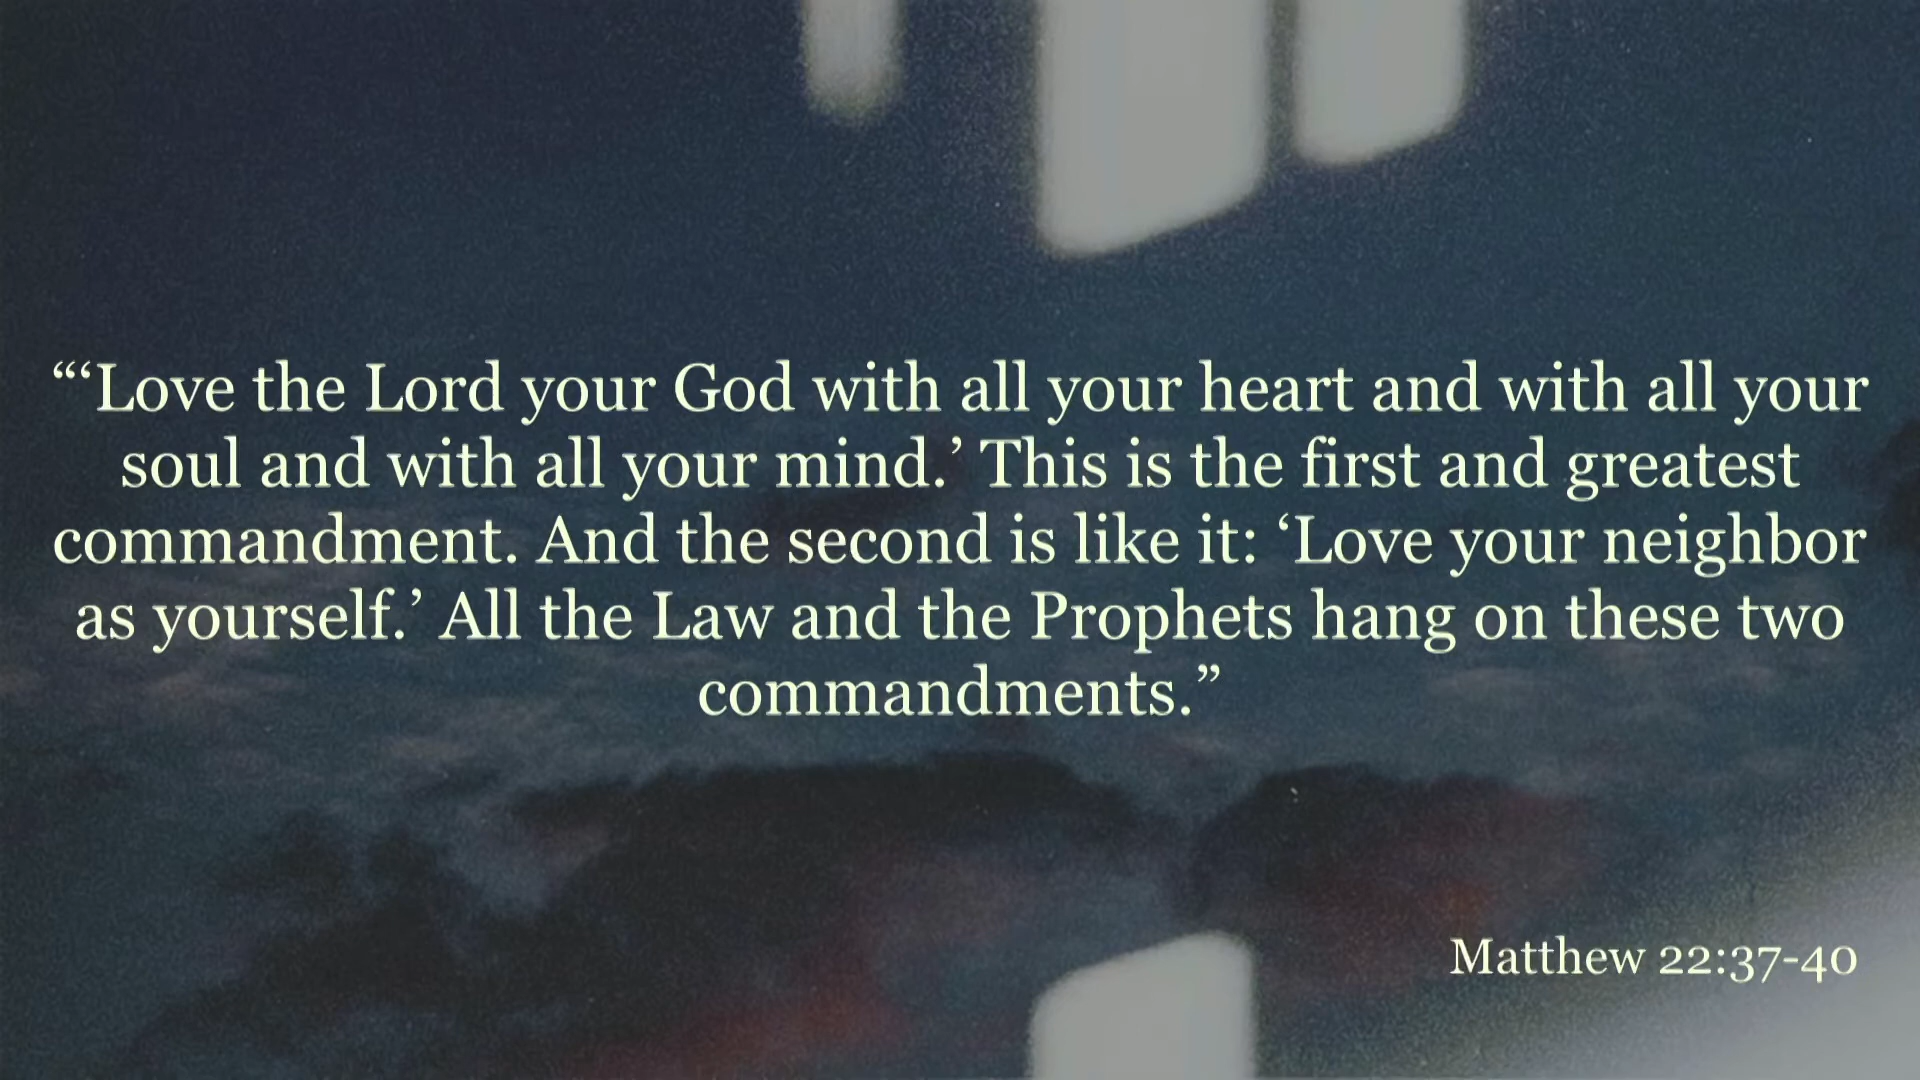 “‘Love the Lord your God with all your heart and with all your
soul and with all your mind.’ This is the first and greatest
commandment. And the second is like it: ‘Love your neighbor
as yourself.’ All the Law and the Prophets hang on these two
commandments.”
Matthew 22:37-40